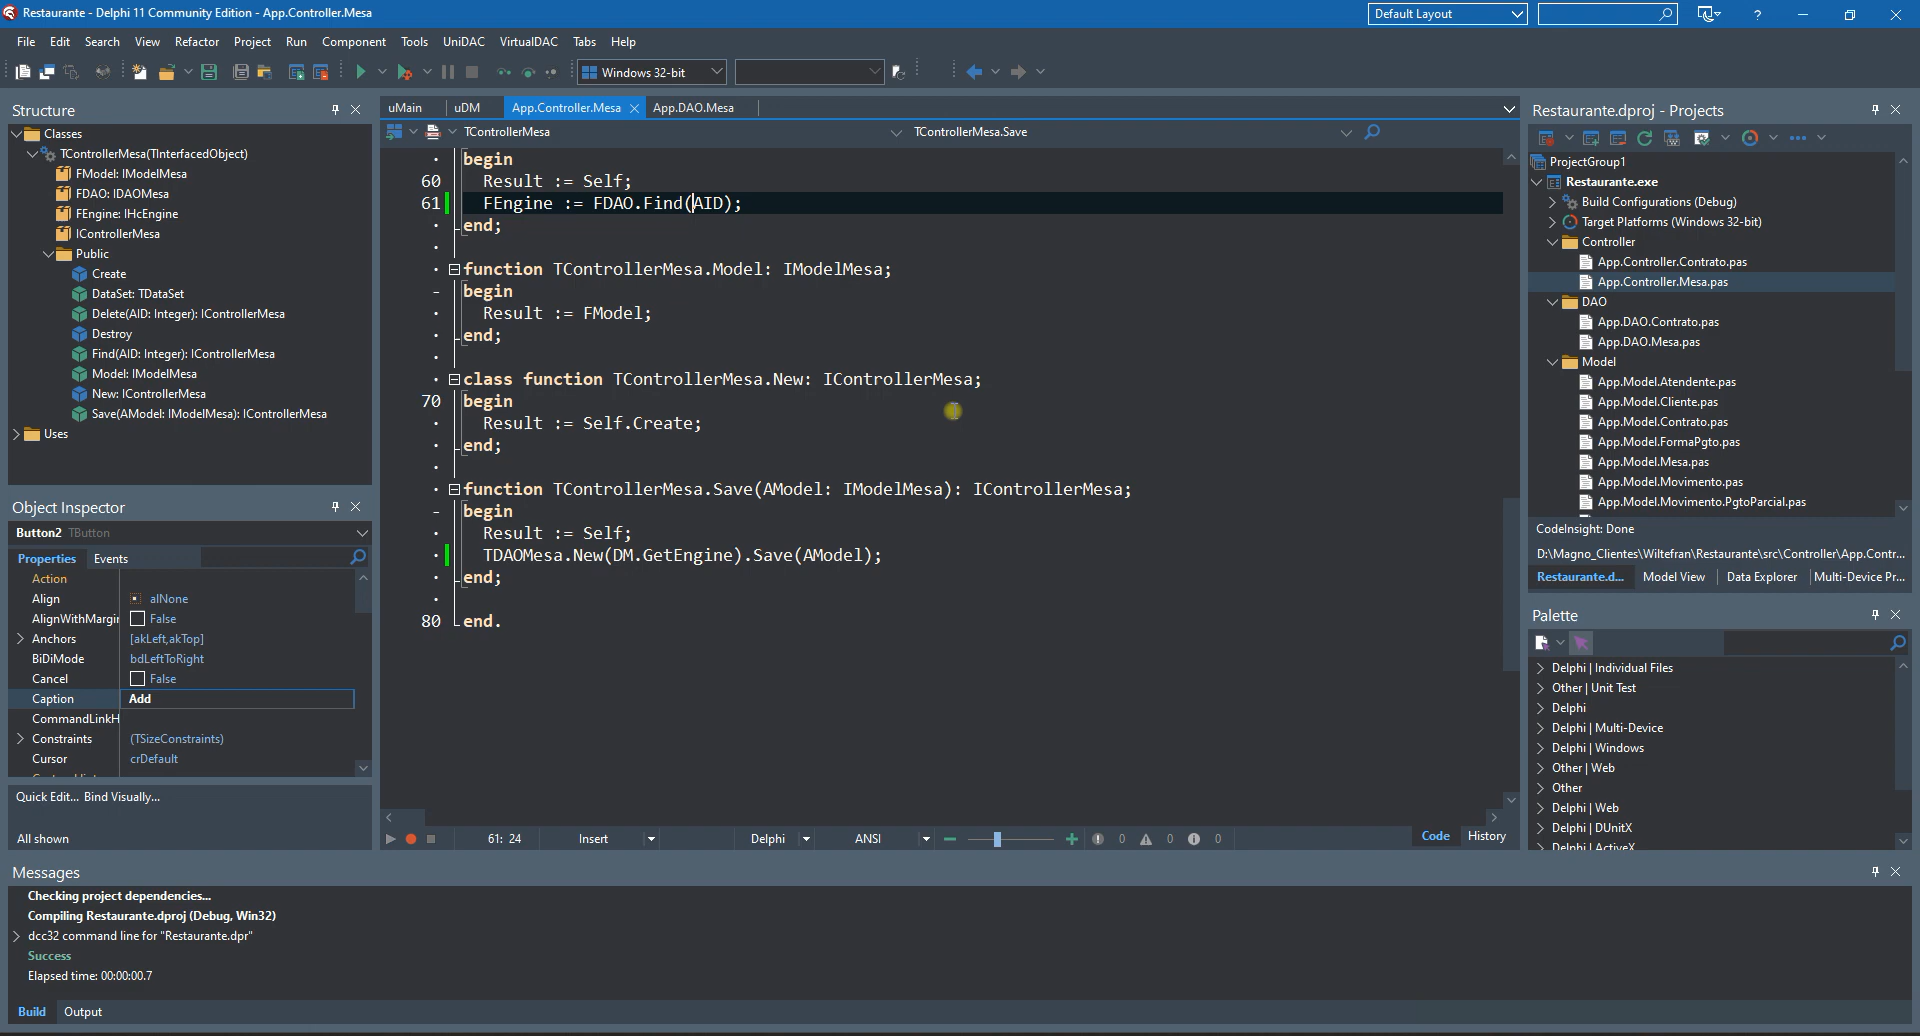 Restaurante - Delphi 11 Community Edition - App.Controller.Mesa
Default Layout
?
File Edit Search View Refactor Project Run Component Tools UniDAC VirtualDAC Tabs Help
Windows 32-bit
Structure
Classes
TControllerMesa(TInterfacedObject)
FModel: IModelMesa
FDAO: IDAOMesa
FEngine: IHcEngine
IControllerMesa
Public
Create
DataSet: TDataSet
Delete(AID: Integer): IControllerMesa
Destroy
Find(AID: Integer): IControllerMesa
Model: IModelMesa
New: IControllerMesa
Save(AModel: IModelMesa): IControllerMesa
Uses
Object Inspector
Button2 TButton
Properties Events
Action
Align alNone
AlignWithMargir False
Anchors [akLeft,akTop]
BiDiMode bdLeftToRight
Cancel False
Caption Add
CommandLinkH
Constraints (TSizeConstraints)
Cursor crDefault
Quick Edit... Bind Visually...
All shown
uMain uDM App.Controller.Mesa App.DAO.Mesa
TControllerMesa TControllerMesa.Save
begin
60 Result := Self;
61 FEngine := FDAO.Find(AID);
end;
function TControllerMesa.Model: IModelMesa;
begin
Result := FModel;
end;
class function TControllerMesa.New: IControllerMesa;
70 begin
Result := Self.Create;
end;
function TControllerMesa.Save(AModel: IModelMesa): IControllerMesa;
begin
Result := Self;
TDAOMesa.New(DM.GetEngine).Save(AModel);
end;
80 end.
61: 24 Insert Delphi ANSI 0 0 0 Code History
Restaurante.dproj - Projects
ProjectGroup1
Restaurante.exe
Build Configurations (Debug)
Target Platforms (Windows 32-bit)
Controller
App.Controller.Contrato.pas
App.Controller.Mesa.pas
DAO
App.DAO.Contrato.pas
App.DAO.Mesa.pas
Model
App.Model.Atendente.pas
App.Model.Cliente.pas
App.Model.Contrato.pas
App.Model.FormaPgto.pas
App.Model.Mesa.pas
App.Model.Movimento.pas
App.Model.Movimento.PgtoParcial.pas
CodeInsight: Done
D:\Magno_Clientes\Wiltefran\Restaurante\src\Controller\App.Contr...
Restaurante.d... Model View Data Explorer Multi-Device Pr...
Palette
Delphi | Individual Files
Other | Unit Test
Delphi
Delphi | Multi-Device
Delphi | Windows
Other | Web
Other
Delphi | Web
Delphi | DUnitX
Delphi | ActiveX
Messages
Checking project dependencies...
Compiling Restaurante.dproj (Debug, Win32)
dcc32 command line for "Restaurante.dpr"
Success
Elapsed time: 00:00:00.7
Build Output